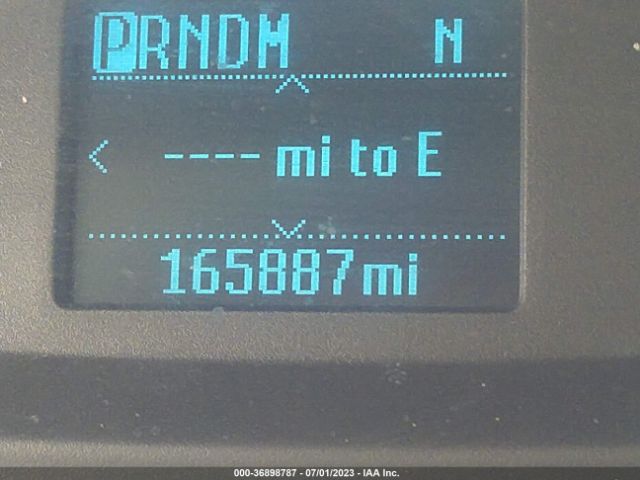 PRNDM N
< ---- mi to E
165887 mi
000-36898787 - 07/01/2023 - IAA Inc.